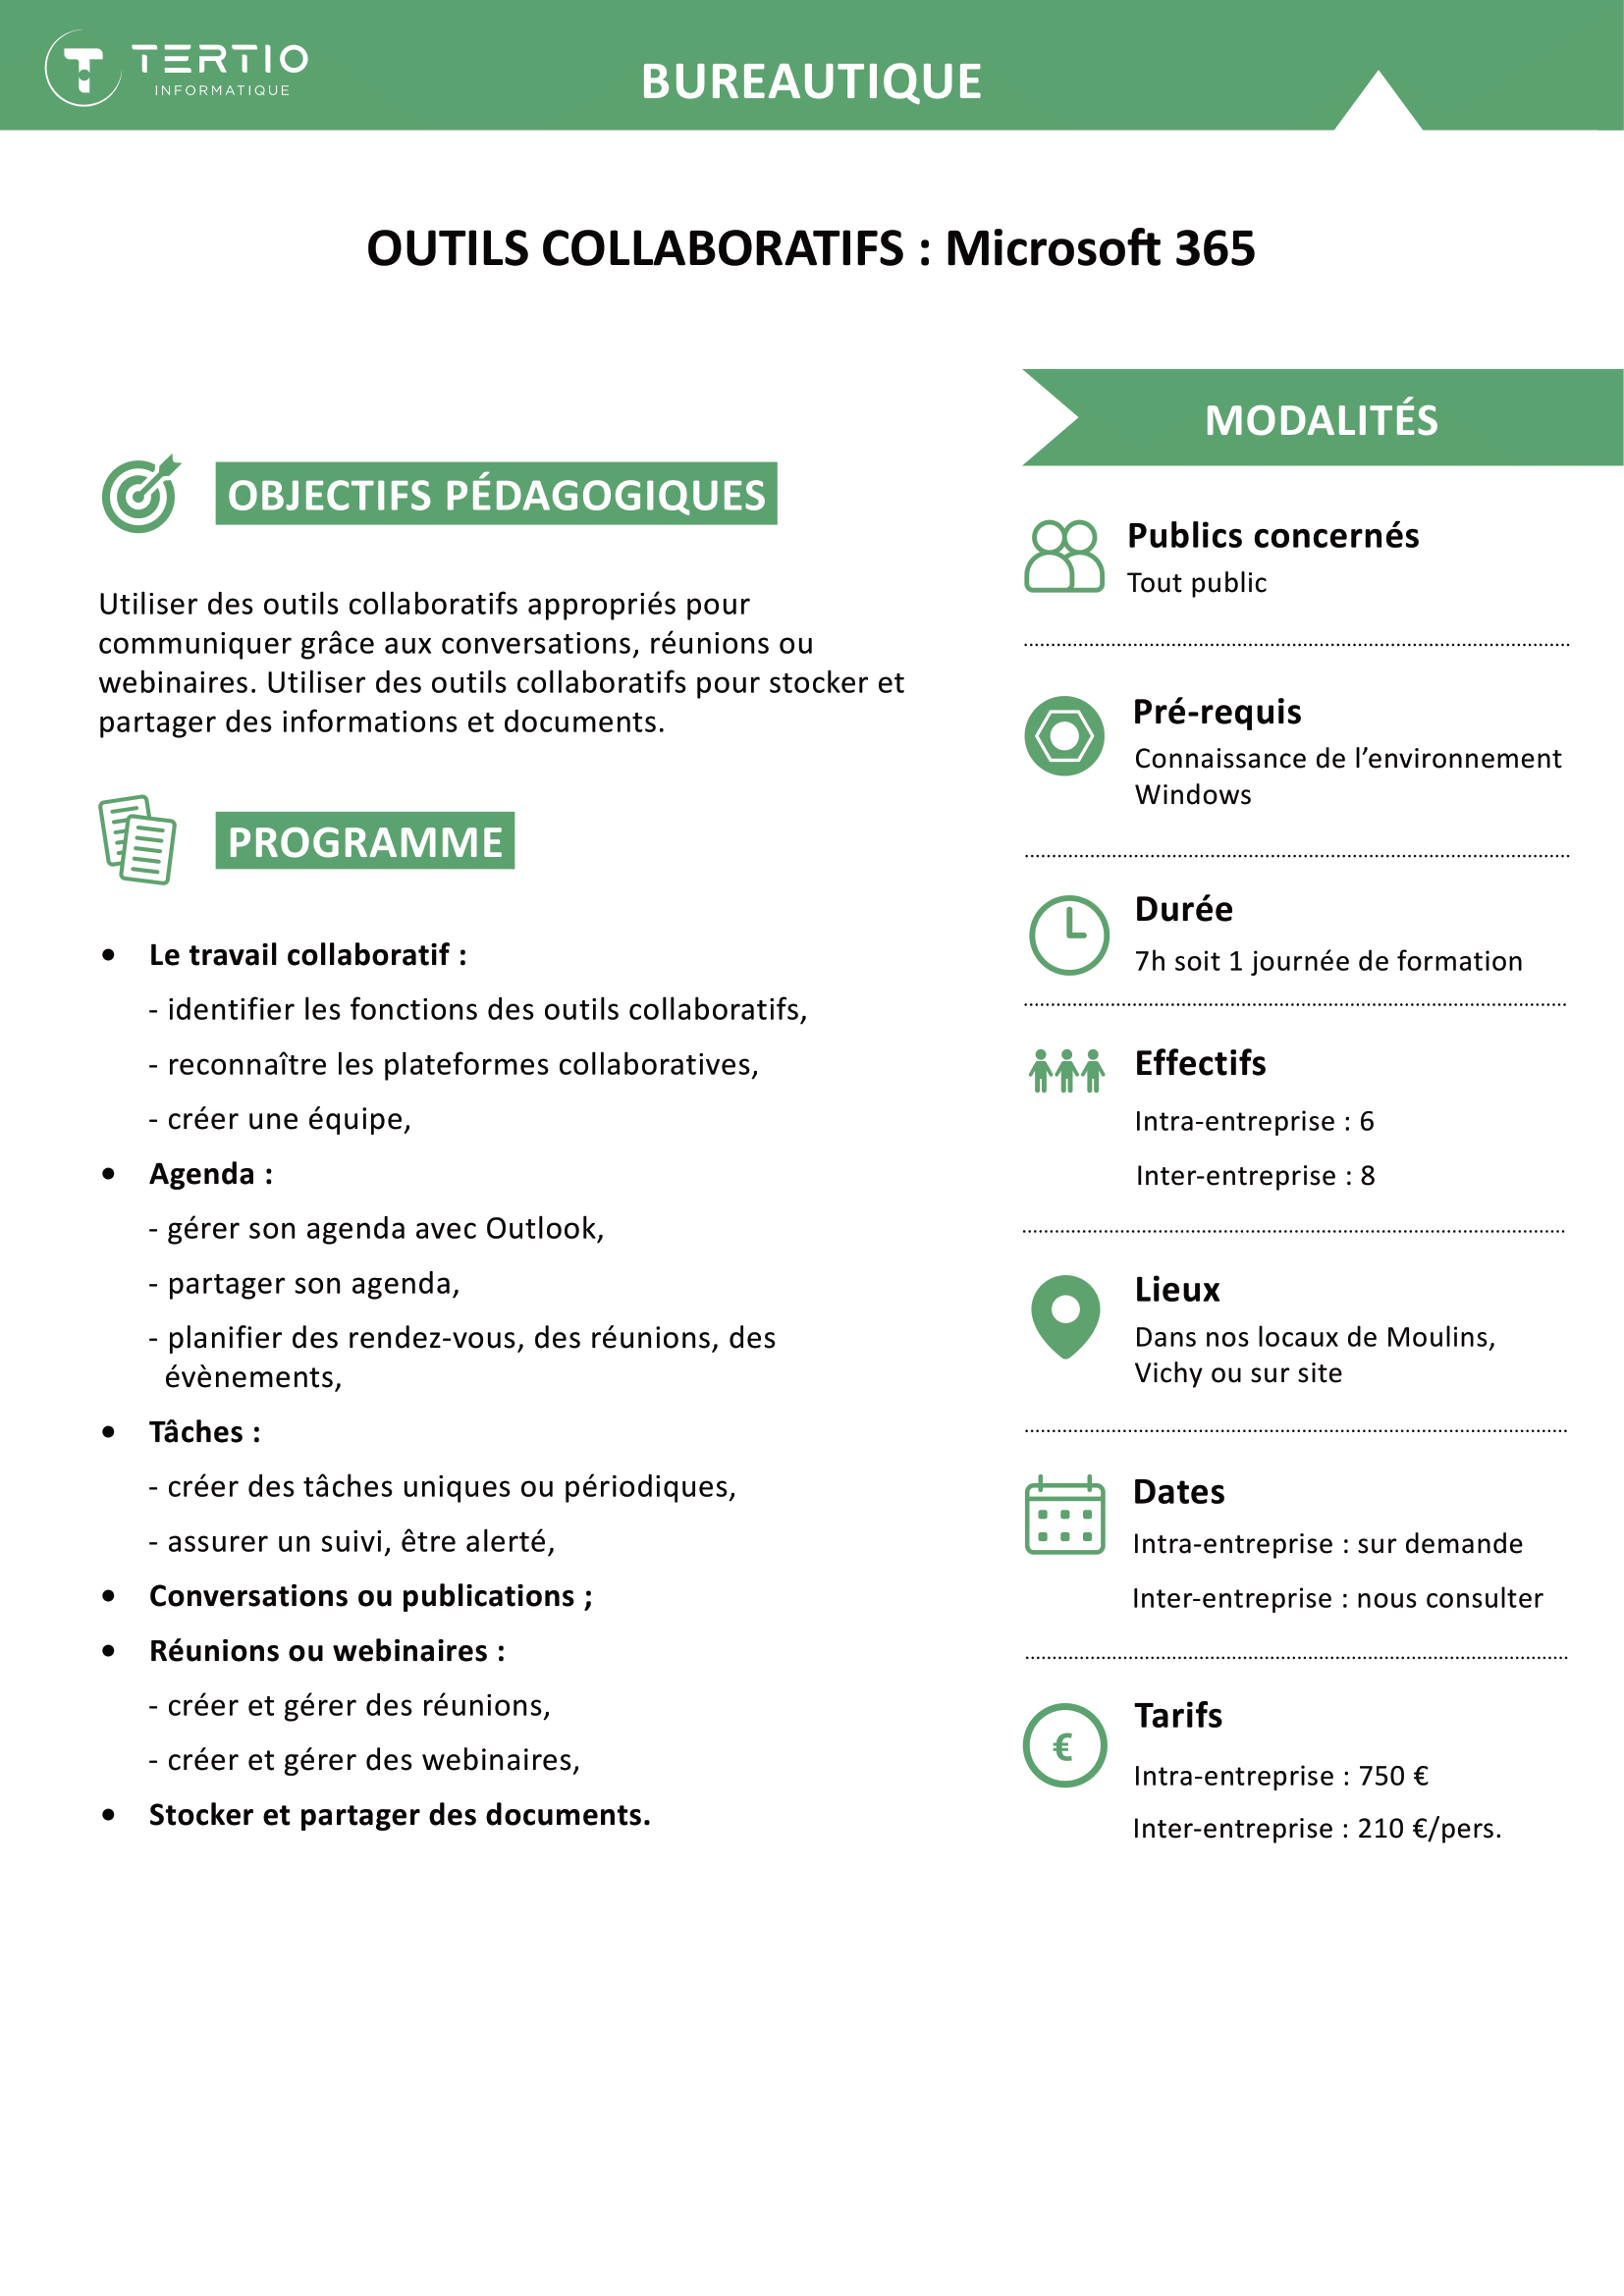 TERTIO
INFORMATIQUE
BUREAUTIQUE
OUTILS COLLABORATIFS : Microsoft 365
OBJECTIFS PÉDAGOGIQUES
Utiliser des outils collaboratifs appropriés pour
communiquer grâce aux conversations, réunions ou
webinaires. Utiliser des outils collaboratifs pour stocker et
partager des informations et documents.
PROGRAMME
• Le travail collaboratif :
- identifier les fonctions des outils collaboratifs,
- reconnaître les plateformes collaboratives,
- créer une équipe,
• Agenda :
- gérer son agenda avec Outlook,
- partager son agenda,
- planifier des rendez-vous, des réunions, des
évènements,
• Tâches :
- créer des tâches uniques ou périodiques,
- assurer un suivi, être alerté,
• Conversations ou publications ;
• Réunions ou webinaires :
- créer et gérer des réunions,
- créer et gérer des webinaires,
• Stocker et partager des documents.
MODALITÉS
Publics concernés
Tout public
Pré-requis
Connaissance de l’environnement
Windows
Durée
7h soit 1 journée de formation
Effectifs
Intra-entreprise : 6
Inter-entreprise : 8
Lieux
Dans nos locaux de Moulins,
Vichy ou sur site
Dates
Intra-entreprise : sur demande
Inter-entreprise : nous consulter
€
Tarifs
Intra-entreprise : 750 €
Inter-entreprise : 210 €/pers.